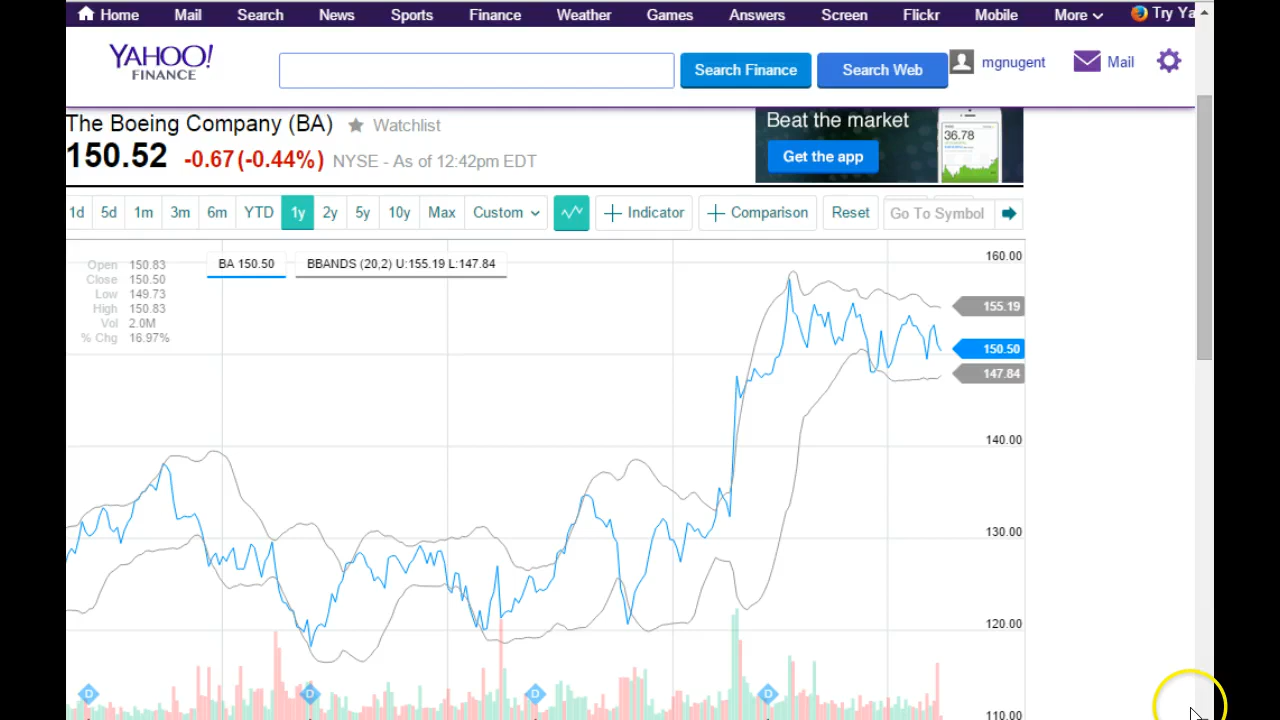 Home Mail Search News Sports Finance Weather Games Answers Screen Flickr Mobile More Try Ya
YAHOO!
FINANCE
Search Finance
Search Web
mgnugent
Mail
The Boeing Company (BA) Watchlist
150.52 -0.67(-0.44%) NYSE - As of 12:42pm EDT
Beat the market
36.78
Get the app
1d 5d 1m 3m 6m YTD 1y 2y 5y 10y Max Custom Indicator Comparison Reset Go To Symbol
Open 150.83
Close 150.50
Low 149.73
High 150.83
Vol 2.0M
% Chg 16.97%
BA 150.50
BBANDS (20,2) U:155.19 L:147.84
160.00
155.19
150.50
147.84
140.00
130.00
120.00
110.00
D D D D